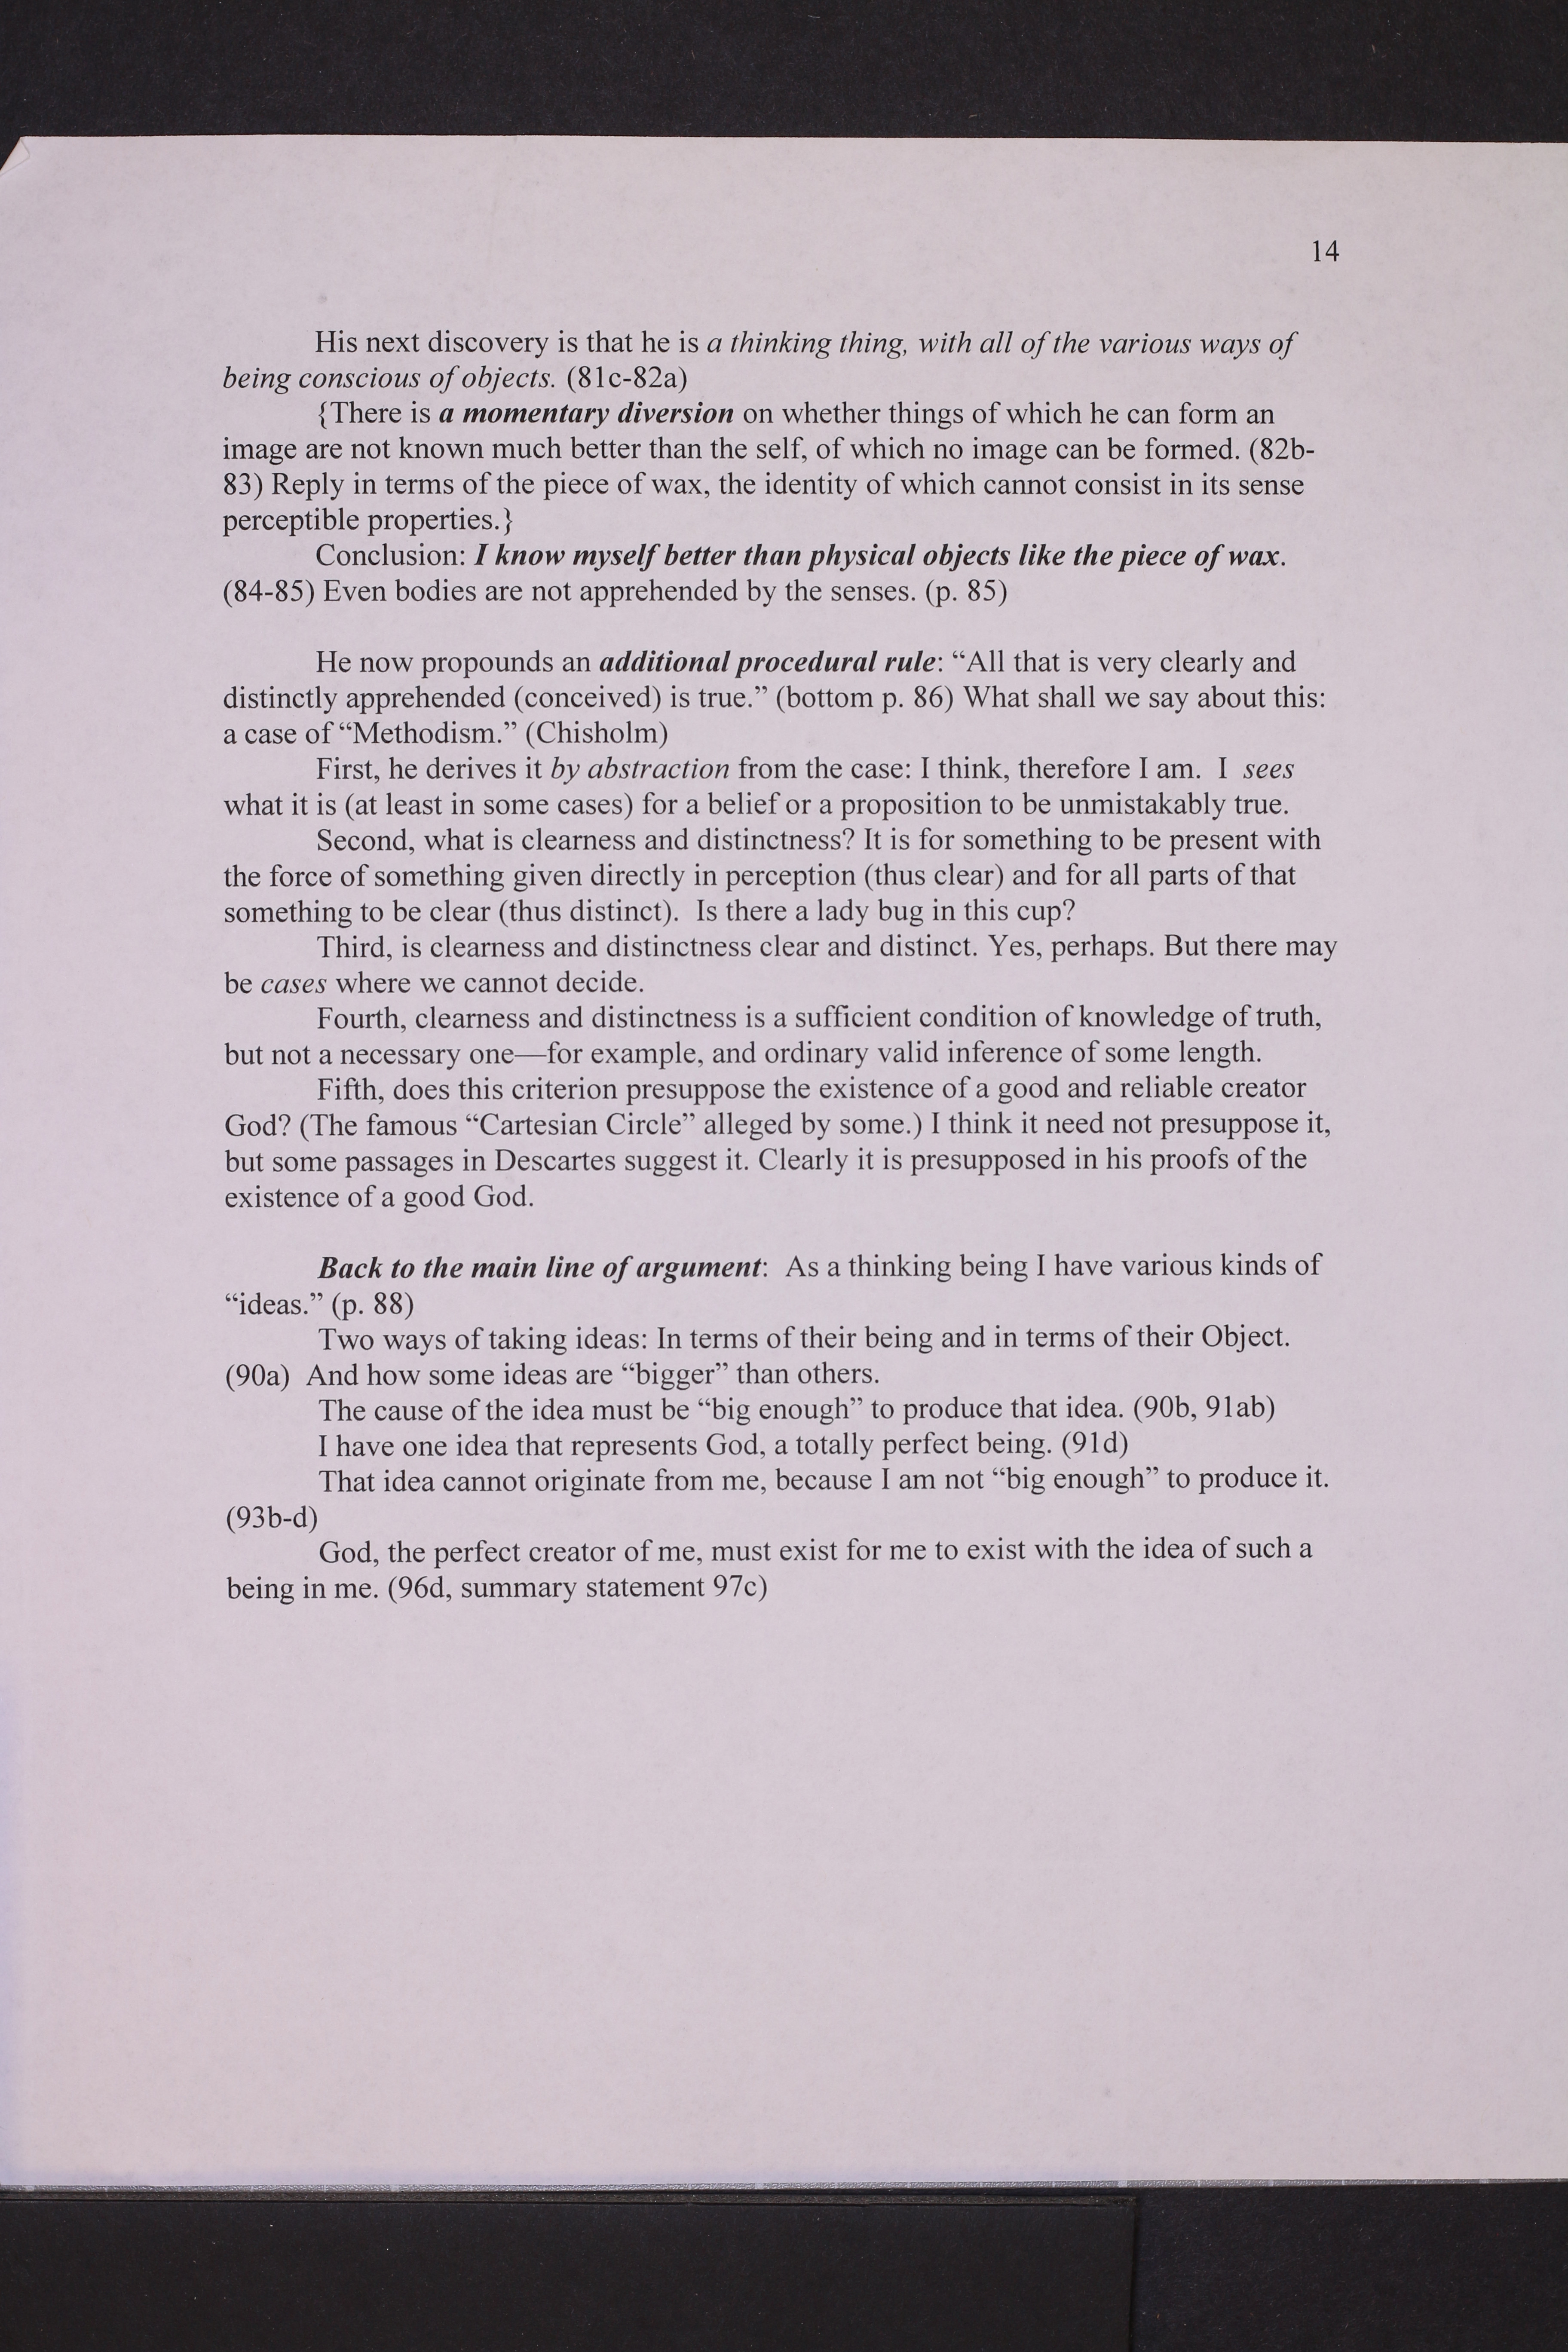 14
His next discovery is that he is a thinking thing, with all of the various ways of
being conscious of objects. (81c-82a)
{There is a momentary diversion on whether things of which he can form an
image are not known much better than the self, of which no image can be formed. (82b-
83) Reply in terms of the piece of wax, the identity of which cannot consist in its sense
perceptible properties.}
Conclusion: I know myself better than physical objects like the piece of wax.
(84-85) Even bodies are not apprehended by the senses. (p. 85)
He now propounds an additional procedural rule: “All that is very clearly and
distinctly apprehended (conceived) is true.” (bottom p. 86) What shall we say about this:
a case of “Methodism.” (Chisholm)
First, he derives it by abstraction from the case: I think, therefore I am.  I  sees
what it is (at least in some cases) for a belief or a proposition to be unmistakably true.
Second, what is clearness and distinctness? It is for something to be present with
the force of something given directly in perception (thus clear) and for all parts of that
something to be clear (thus distinct).  Is there a lady bug in this cup?
Third, is clearness and distinctness clear and distinct. Yes, perhaps. But there may
be cases where we cannot decide.
Fourth, clearness and distinctness is a sufficient condition of knowledge of truth,
but not a necessary one—for example, and ordinary valid inference of some length.
Fifth, does this criterion presuppose the existence of a good and reliable creator
God? (The famous “Cartesian Circle” alleged by some.) I think it need not presuppose it,
but some passages in Descartes suggest it. Clearly it is presupposed in his proofs of the
existence of a good God.
Back to the main line of argument:  As a thinking being I have various kinds of
“ideas.” (p. 88)
Two ways of taking ideas: In terms of their being and in terms of their Object.
(90a)  And how some ideas are “bigger” than others.
The cause of the idea must be “big enough” to produce that idea. (90b, 91ab)
I have one idea that represents God, a totally perfect being. (91d)
That idea cannot originate from me, because I am not “big enough” to produce it.
(93b-d)
God, the perfect creator of me, must exist for me to exist with the idea of such a
being in me. (96d, summary statement 97c)